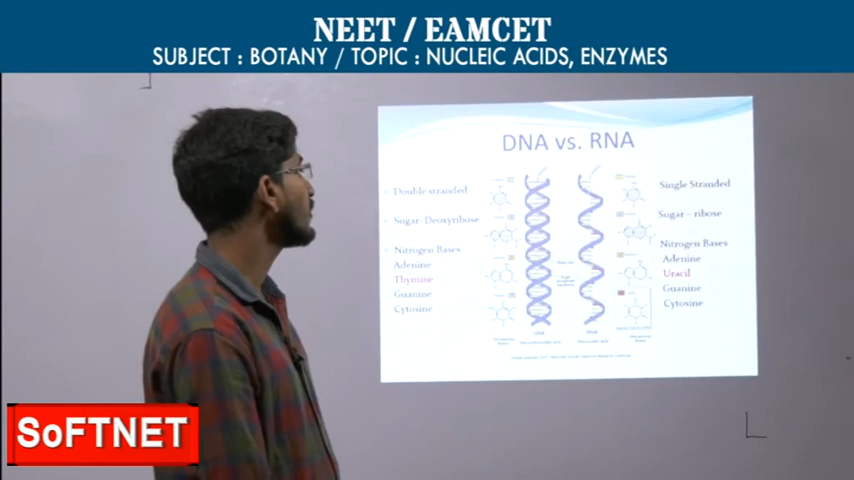 NEET / EAMCET
SUBJECT : BOTANY / TOPIC : NUCLEIC ACIDS, ENZYMES
DNA vs. RNA
Double stranded
Sugar-Deoxyribose
Nitrogen Bases
Adenine
Thymine
Guanine
Cytosine
DNA
RNA
Single Stranded
Sugar - ribose
Nitrogen Bases
Adenine
Uracil
Guanine
Cytosine
SoFTNET